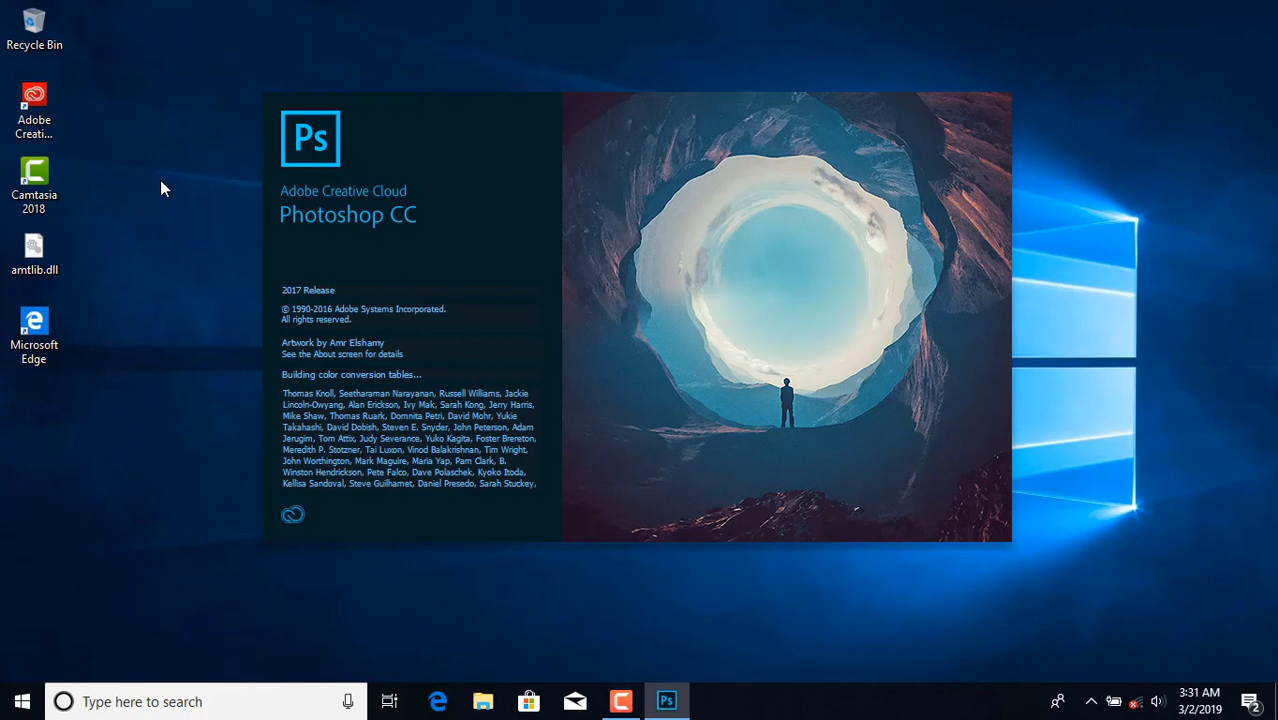 Recycle Bin
Adobe
Creati...
Camtasia
2018
amtlib.dll
Microsoft
Edge
Ps
Adobe Creative Cloud
Photoshop CC
2017 Release
© 1990-2016 Adobe Systems Incorporated.
All rights reserved.
Artwork by Amr Elshamy
See the About screen for details
Building color conversion tables...
Thomas Knoll, Seetharaman Narayanan, Russell Williams, Jackie
Lincoln-Owyang, Alan Erickson, Ivy Mak, Sarah Kong, Jerry Harris,
Mike Shaw, Thomas Ruark, Domnita Petri, David Mohr, Yukie
Takahashi, David Dobish, Steven E. Snyder, John Peterson, Adam
Jerugim, Tom Attix, Judy Severance, Yuko Kagita, Foster Brereton,
Meredith P. Stotzner, Tai Luxon, Vinod Balakrishnan, Tim Wright,
John Worthington, Mark Maguire, Maria Yap, Pam Clark, B.
Winston Hendrickson, Pete Falco, Dave Polaschek, Kyoko Itoda,
Kellisa Sandoval, Steve Guilhamet, Daniel Presedo, Sarah Stuckey,
Type here to search
Ps
3:31 AM
3/2/2019
2